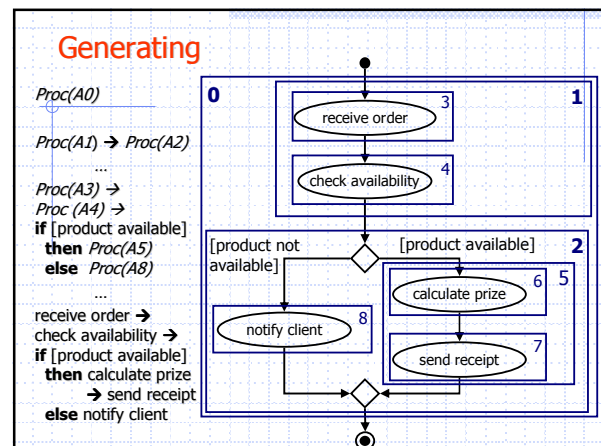 Generating
Proc(A0)
Proc(A1) → Proc(A2)
...
Proc(A3) →
Proc (A4) →
if [product available]
then Proc(A5)
else Proc(A8)
...
receive order →
check availability →
if [product available]
then calculate prize
→ send receipt
else notify client
0
1
3
receive order
4
check availability
2
[product not
available]
[product available]
5
6
calculate prize
8
notify client
7
send receipt